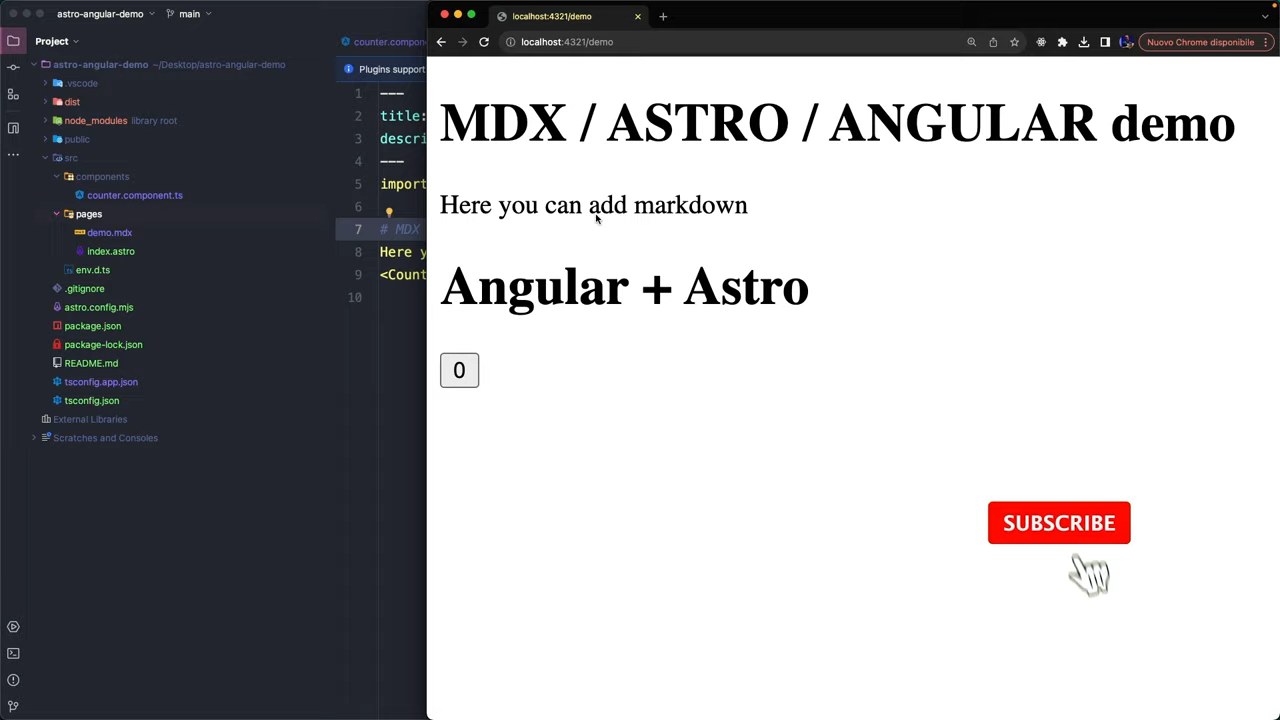 astro-angular-demo
main
Project
astro-angular-demo ~/Desktop/astro-angular-demo
.vscode
dist
node_modules library root
public
src
components
counter.component.ts
pages
demo.mdx
index.astro
env.d.ts
.gitignore
astro.config.mjs
package.json
package-lock.json
README.md
tsconfig.app.json
tsconfig.json
External Libraries
Scratches and Consoles
counter.compon
Plugins support
1 ---
2 title:
3 descri
4 ---
5 import
6
7 # MDX
8 Here y
9 <Count
10
localhost:4321/demo
localhost:4321/demo
Nuovo Chrome disponibile
MDX / ASTRO / ANGULAR demo
Here you can add markdown
Angular + Astro
0
SUBSCRIBE